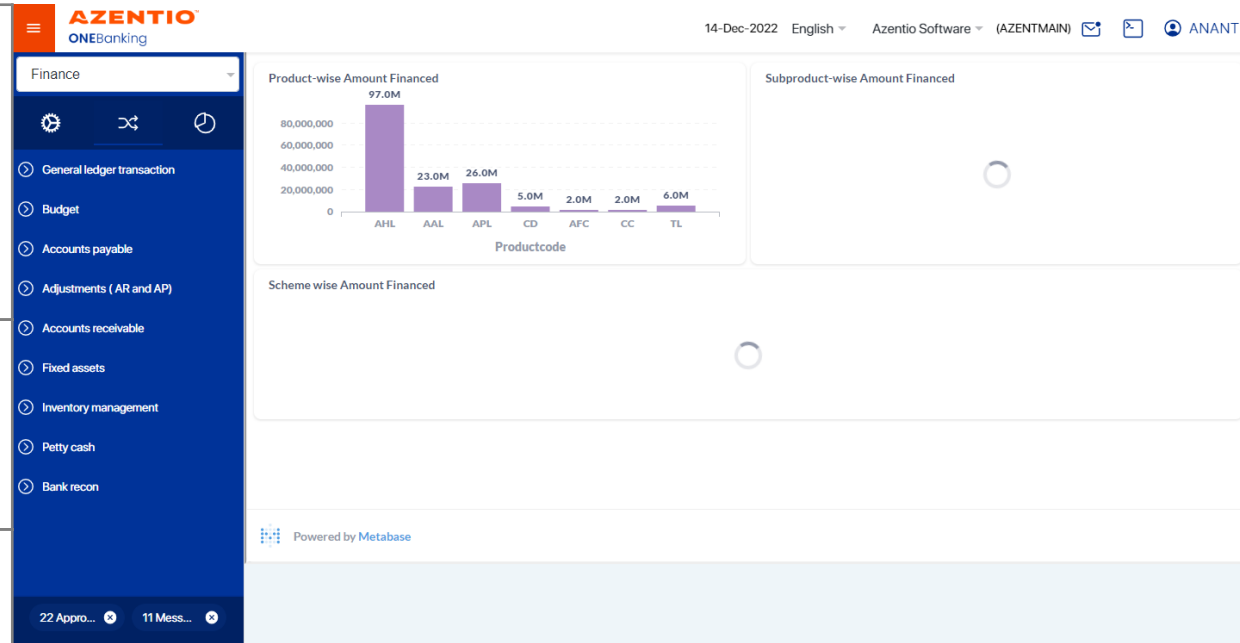 AZENTIO™
ONEBanking
14-Dec-2022 English Azentio Software (AZENTMAIN) ANANT
Finance
General ledger transaction
Budget
Accounts payable
Adjustments ( AR and AP)
Accounts receivable
Fixed assets
Inventory management
Petty cash
Bank recon
22 Appro...
11 Mess...
Product-wise Amount Financed
97.0M
80,000,000
60,000,000
40,000,000
20,000,000
0
23.0M
26.0M
5.0M
2.0M
2.0M
6.0M
AHL AAL APL CD AFC CC TL
Productcode
Subproduct-wise Amount Financed
Scheme wise Amount Financed
Powered by Metabase